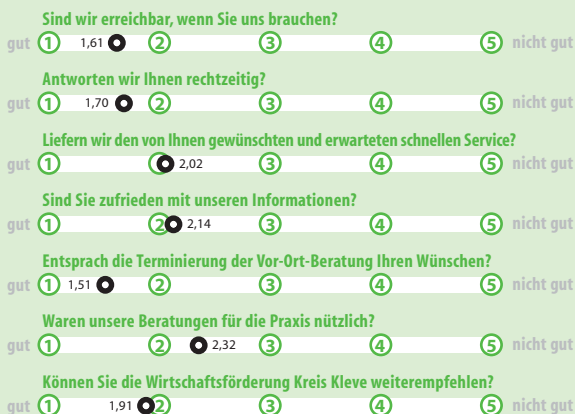 Sind wir erreichbar, wenn Sie uns brauchen?
gut 1 1,61 2 3 4 5 nicht gut
Antworten wir Ihnen rechtzeitig?
gut 1 1,70 2 3 4 5 nicht gut
Liefern wir den von Ihnen gewünschten und erwarteten schnellen Service?
gut 1 2,02 3 4 5 nicht gut
Sind Sie zufrieden mit unseren Informationen?
gut 1 2 2,14 3 4 5 nicht gut
Entsprach die Terminierung der Vor-Ort-Beratung Ihren Wünschen?
gut 1 1,51 2 3 4 5 nicht gut
Waren unsere Beratungen für die Praxis nützlich?
gut 1 2 2,32 3 4 5 nicht gut
Können Sie die Wirtschaftsförderung Kreis Kleve weiterempfehlen?
gut 1 1,91 2 3 4 5 nicht gut